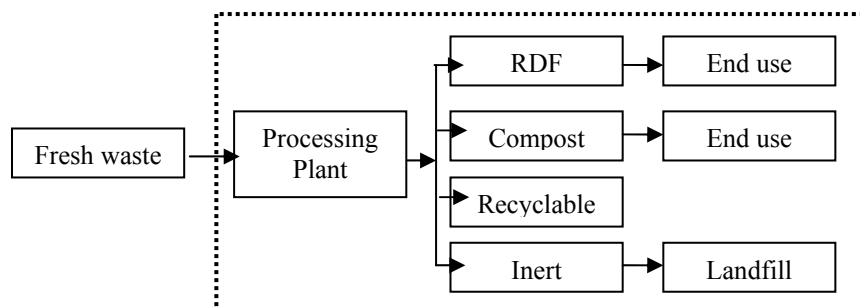 RDF
End use
Fresh waste
Processing
Plant
Compost
End use
Recyclable
Inert
Landfill